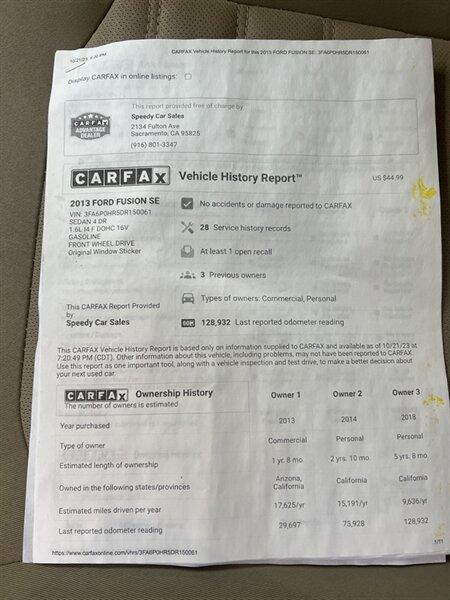 10/21/23, 5:20 PM CARFAX Vehicle History Report for this 2013 FORD FUSION SE: 3FA6P0HR5DR150061
Display CARFAX in online listings:
This report provided free of charge by
Speedy Car Sales
2134 Fulton Ave
Sacramento, CA 95825
(916) 801-3347
CARFAX
ADVANTAGE
DEALER
CARFAX Vehicle History Report™ US $44.99
2013 FORD FUSION SE
VIN: 3FA6P0HR5DR150061
SEDAN 4 DR
1.6L I4 F DOHC 16V
GASOLINE
FRONT WHEEL DRIVE
Original Window Sticker
No accidents or damage reported to CARFAX
28 Service history records
At least 1 open recall
3 Previous owners
Types of owners: Commercial, Personal
128,932 Last reported odometer reading
This CARFAX Report Provided
by
Speedy Car Sales
This CARFAX Vehicle History Report is based only on information supplied to CARFAX and available as of 10/21/23 at
7:20:49 PM (CDT). Other information about this vehicle, including problems, may not have been reported to CARFAX.
Use this report as one important tool, along with a vehicle inspection and test drive, to make a better decision about
your next used car.
CARFAX Ownership History
The number of owners is estimated
Owner 1 Owner 2 Owner 3
Year purchased 2013 2014 2018
Type of owner Commercial Personal Personal
Estimated length of ownership 1 yr. 8 mo. 2 yrs. 10 mo. 5 yrs. 8 mo.
Owned in the following states/provinces Arizona, California California California
Estimated miles driven per year 17,625/yr 15,191/yr 9,636/yr
Last reported odometer reading 29,697 73,928 128,932
https://www.carfaxonline.com/vhrs/3FA6P0HR5DR150061 1/11